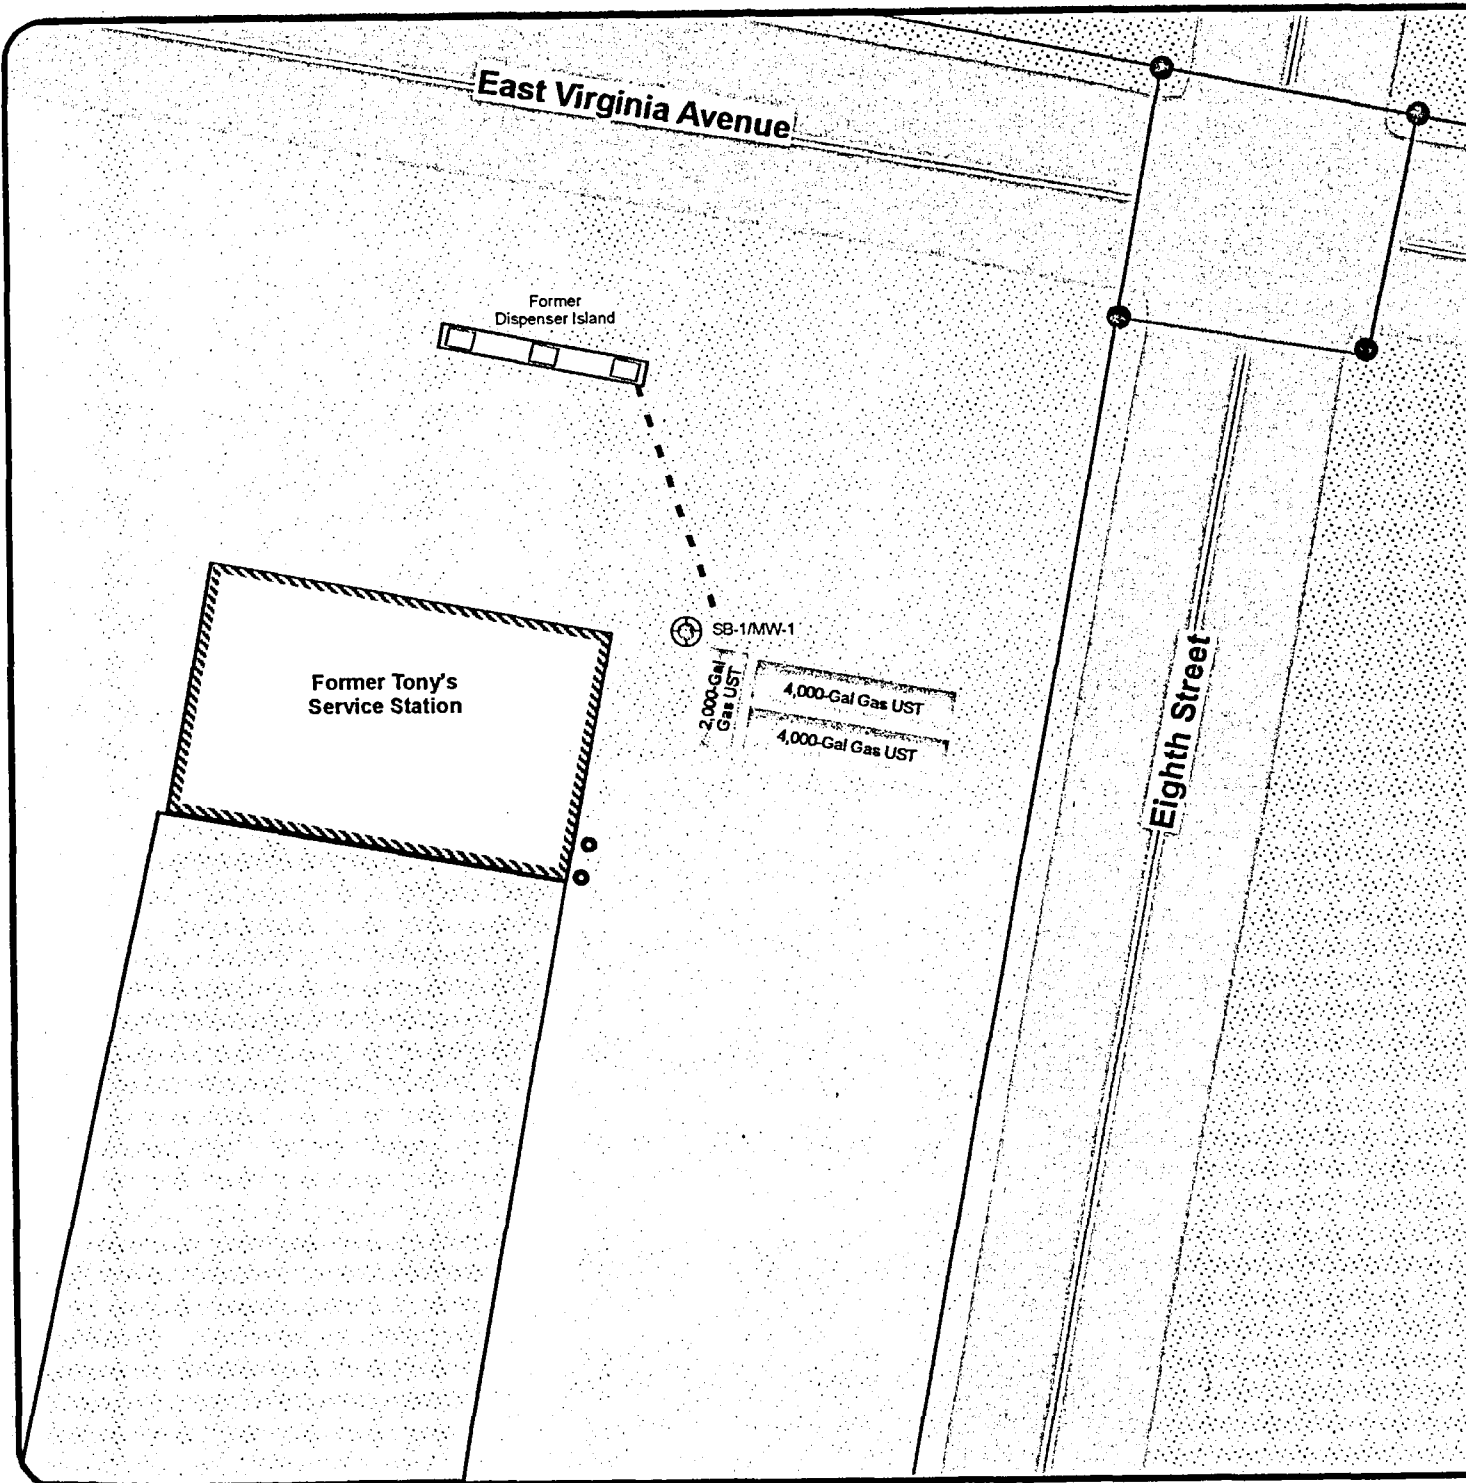 East Virginia Avenue
Former
Dispenser Island
SB-1/MW-1
2,000-Gal
Gas UST
4,000-Gal Gas UST
4,000-Gal Gas UST
Former Tony's
Service Station
Eighth Street